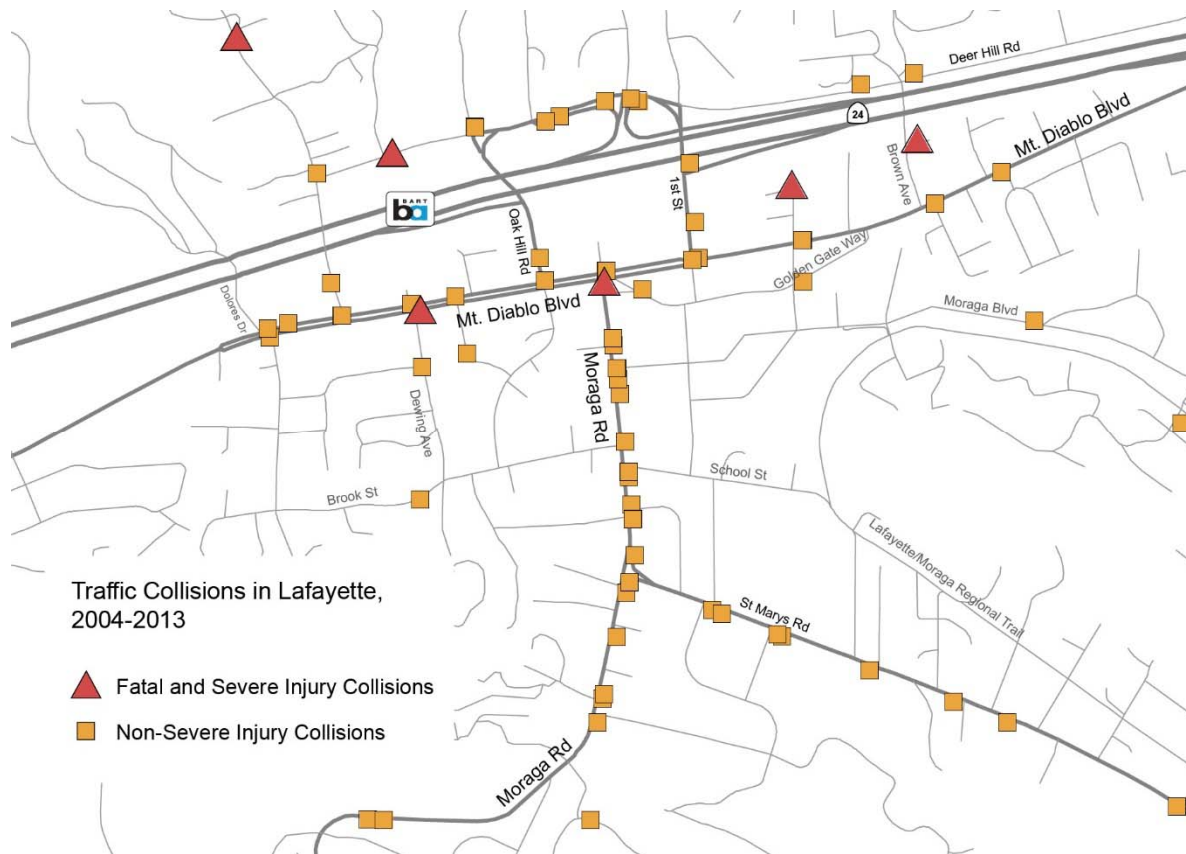 Deer Hill Rd
24
Mt. Diablo Blvd
BART
ba
Oak Hill Rd
1st St
Brown Ave
Golden Gate Way
Dolores Dr
Mt. Diablo Blvd
Moraga Blvd
Moraga Rd
Dewing Ave
School St
Brook St
Lafayette/Moraga Regional Trail
St Marys Rd
Moraga Rd
Traffic Collisions in Lafayette,
2004-2013
Fatal and Severe Injury Collisions
Non-Severe Injury Collisions